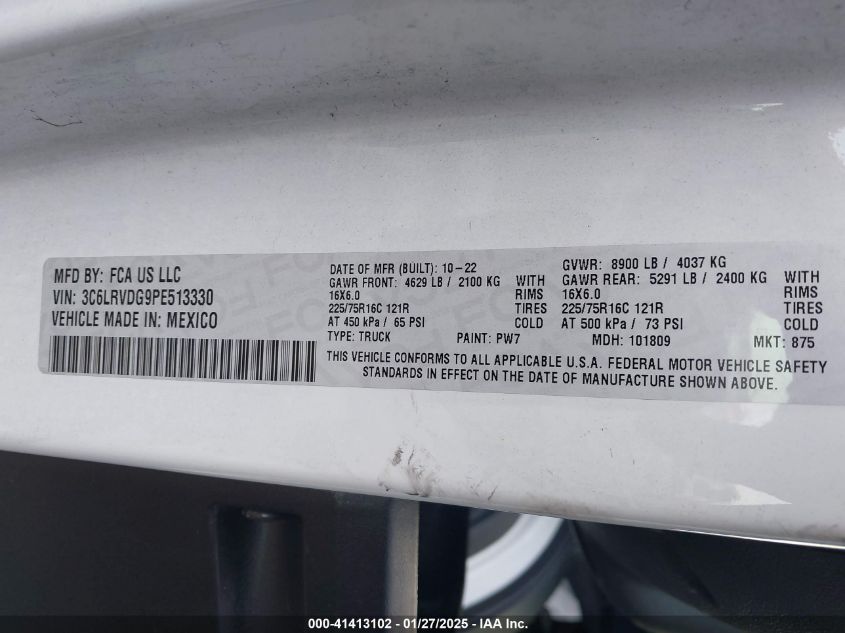 MFD BY: FCA US LLC
VIN: 3C6LRVDG9PE513330
VEHICLE MADE IN: MEXICO
DATE OF MFR (BUILT): 10-22
GAWR FRONT: 4629 LB / 2100 KG WITH
16X6.0 RIMS
225/75R16C 121R TIRES
AT 450 kPa / 65 PSI COLD
TYPE: TRUCK PAINT: PW7
GVWR: 8900 LB / 4037 KG
GAWR REAR: 5291 LB / 2400 KG WITH
16X6.0 RIMS
225/75R16C 121R TIRES
AT 500 kPa / 73 PSI COLD
MDH: 101809 MKT: 875
THIS VEHICLE CONFORMS TO ALL APPLICABLE U.S.A. FEDERAL MOTOR VEHICLE SAFETY
STANDARDS IN EFFECT ON THE DATE OF MANUFACTURE SHOWN ABOVE.
000-41413102 - 01/27/2025 - IAA Inc.